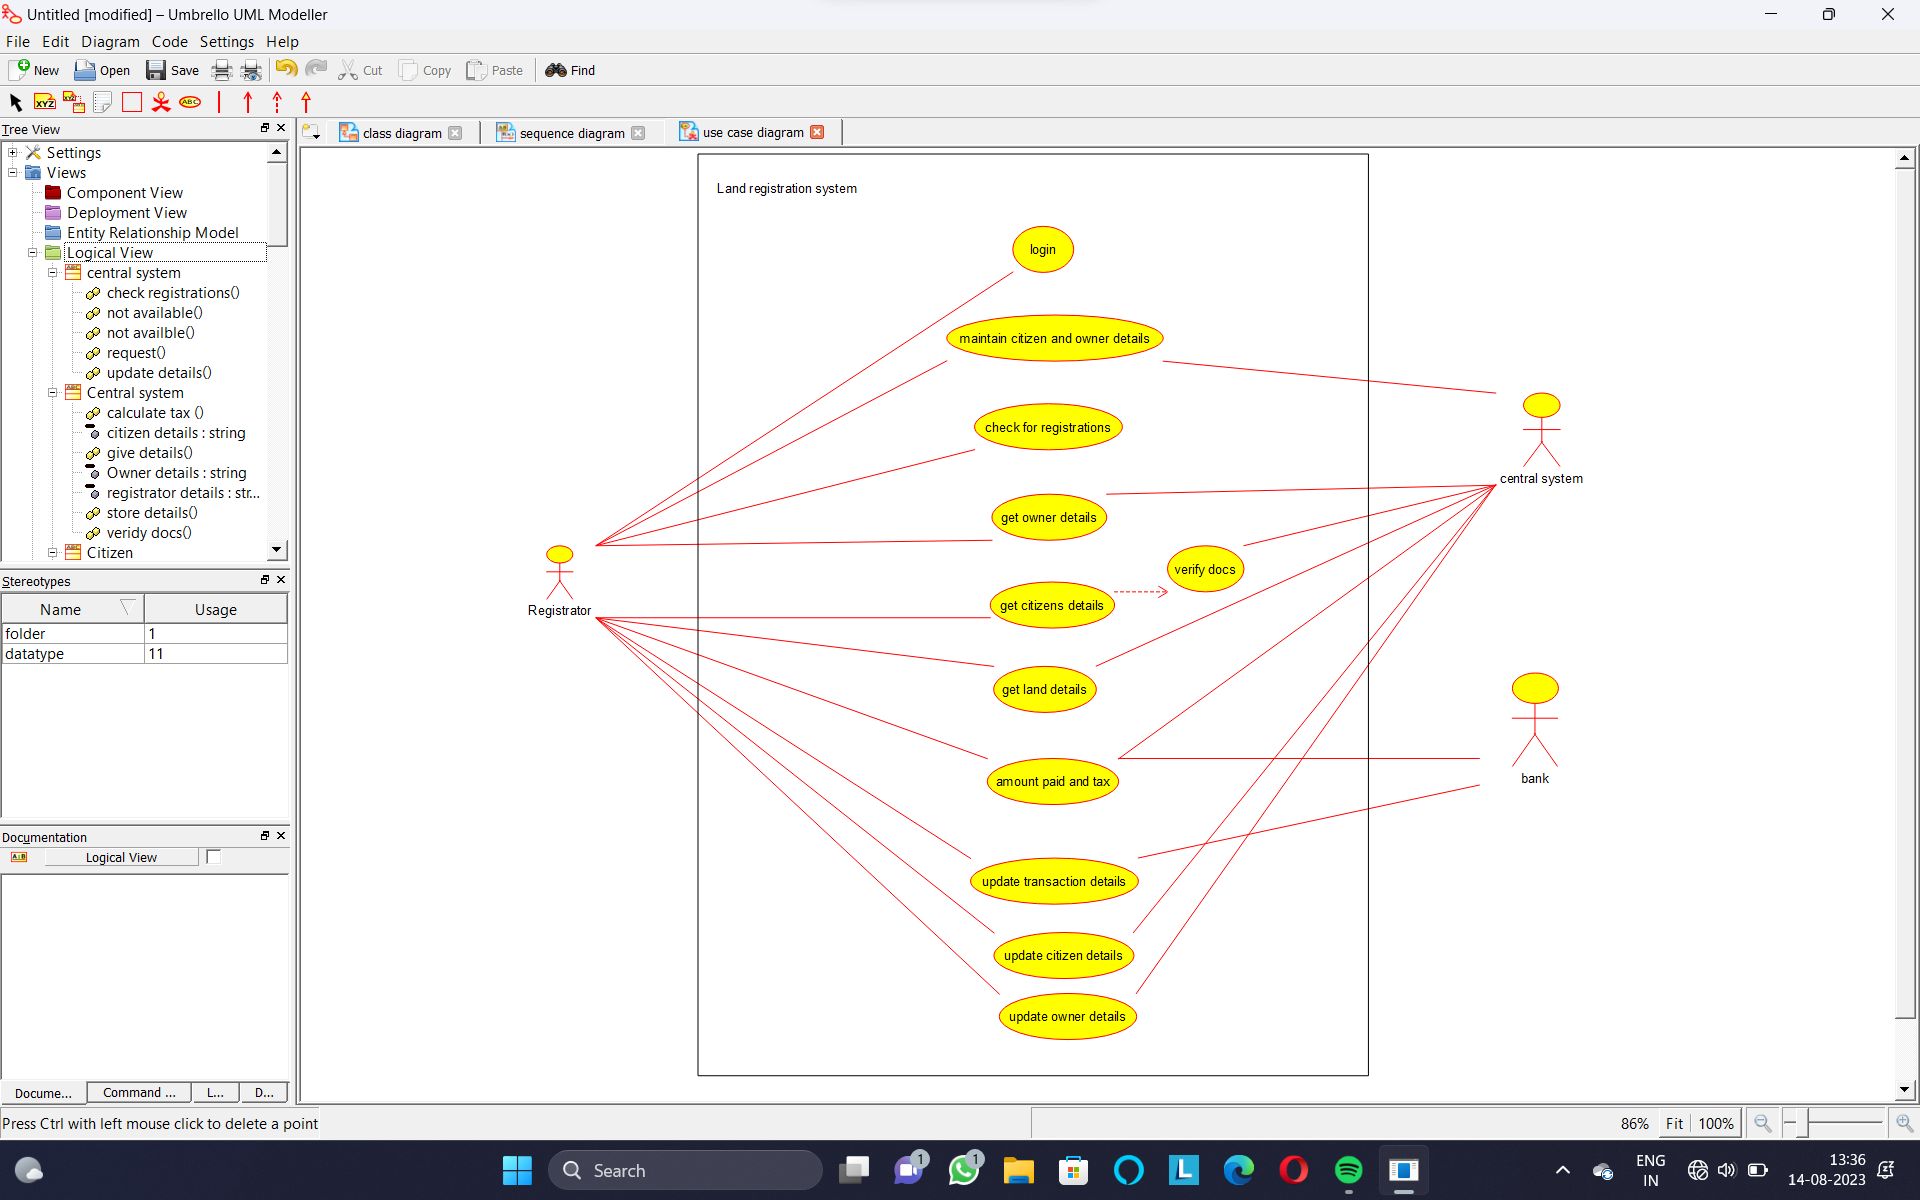 Untitled [modified] – Umbrello UML Modeller
File Edit Diagram Code Settings Help
New Open Save Cut Copy Paste Find
XYZ XYZ ABC
Tree View
class diagram sequence diagram use case diagram
Settings
Views
Component View
Deployment View
Entity Relationship Model
Logical View
central system
check registrations()
not available()
not availble()
request()
update details()
Central system
calculate tax ()
citizen details : string
give details()
Owner details : string
registrator details : str...
store details()
veridy docs()
Citizen
Stereotypes
Name Usage
folder 1
datatype 11
Documentation
A:B Logical View
Docume... Command ... L... D...
Land registration system
login
maintain citizen and owner details
check for registrations
central system
get owner details
verify docs
get citizens details
Registrator
get land details
amount paid and tax
bank
update transaction details
update citizen details
update owner details
Press Ctrl with left mouse click to delete a point
86% Fit 100%
Search
1
1
L
ENG
IN
13:36
14-08-2023